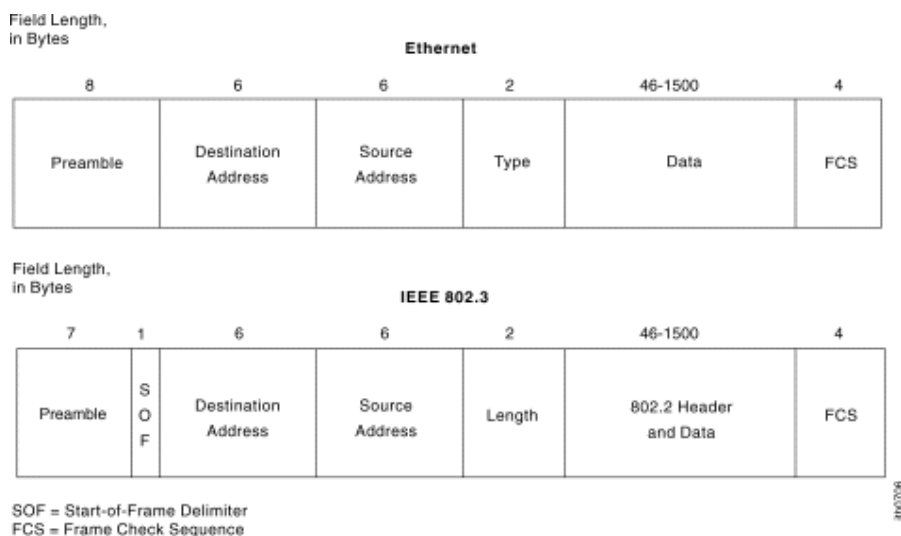 Field Length,
in Bytes
Ethernet
8 6 6 2 46-1500 4
Preamble
Destination
Address
Source
Address
Type
Data
FCS
Field Length,
in Bytes
IEEE 802.3
7 1 6 6 2 46-1500 4
Preamble
S
O
F
Destination
Address
Source
Address
Length
802.2 Header
and Data
FCS
SOF = Start-of-Frame Delimiter
FCS = Frame Check Sequence